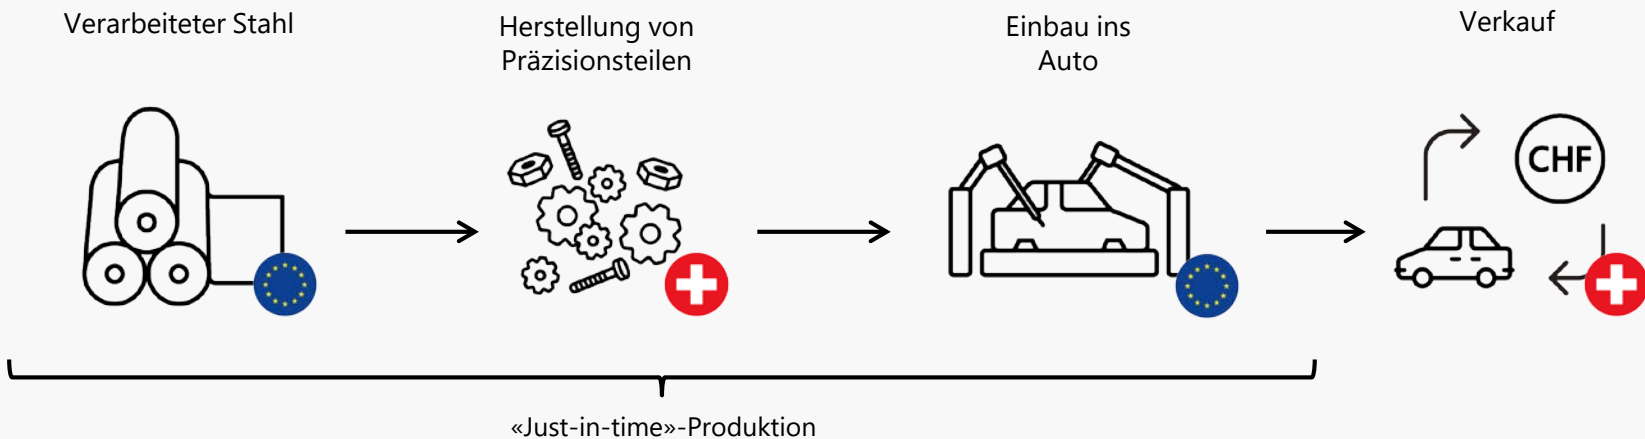 Verarbeiteter Stahl
Herstellung von
Präzisionsteilen
Einbau ins
Auto
Verkauf
CHF
«Just-in-time»-Produktion